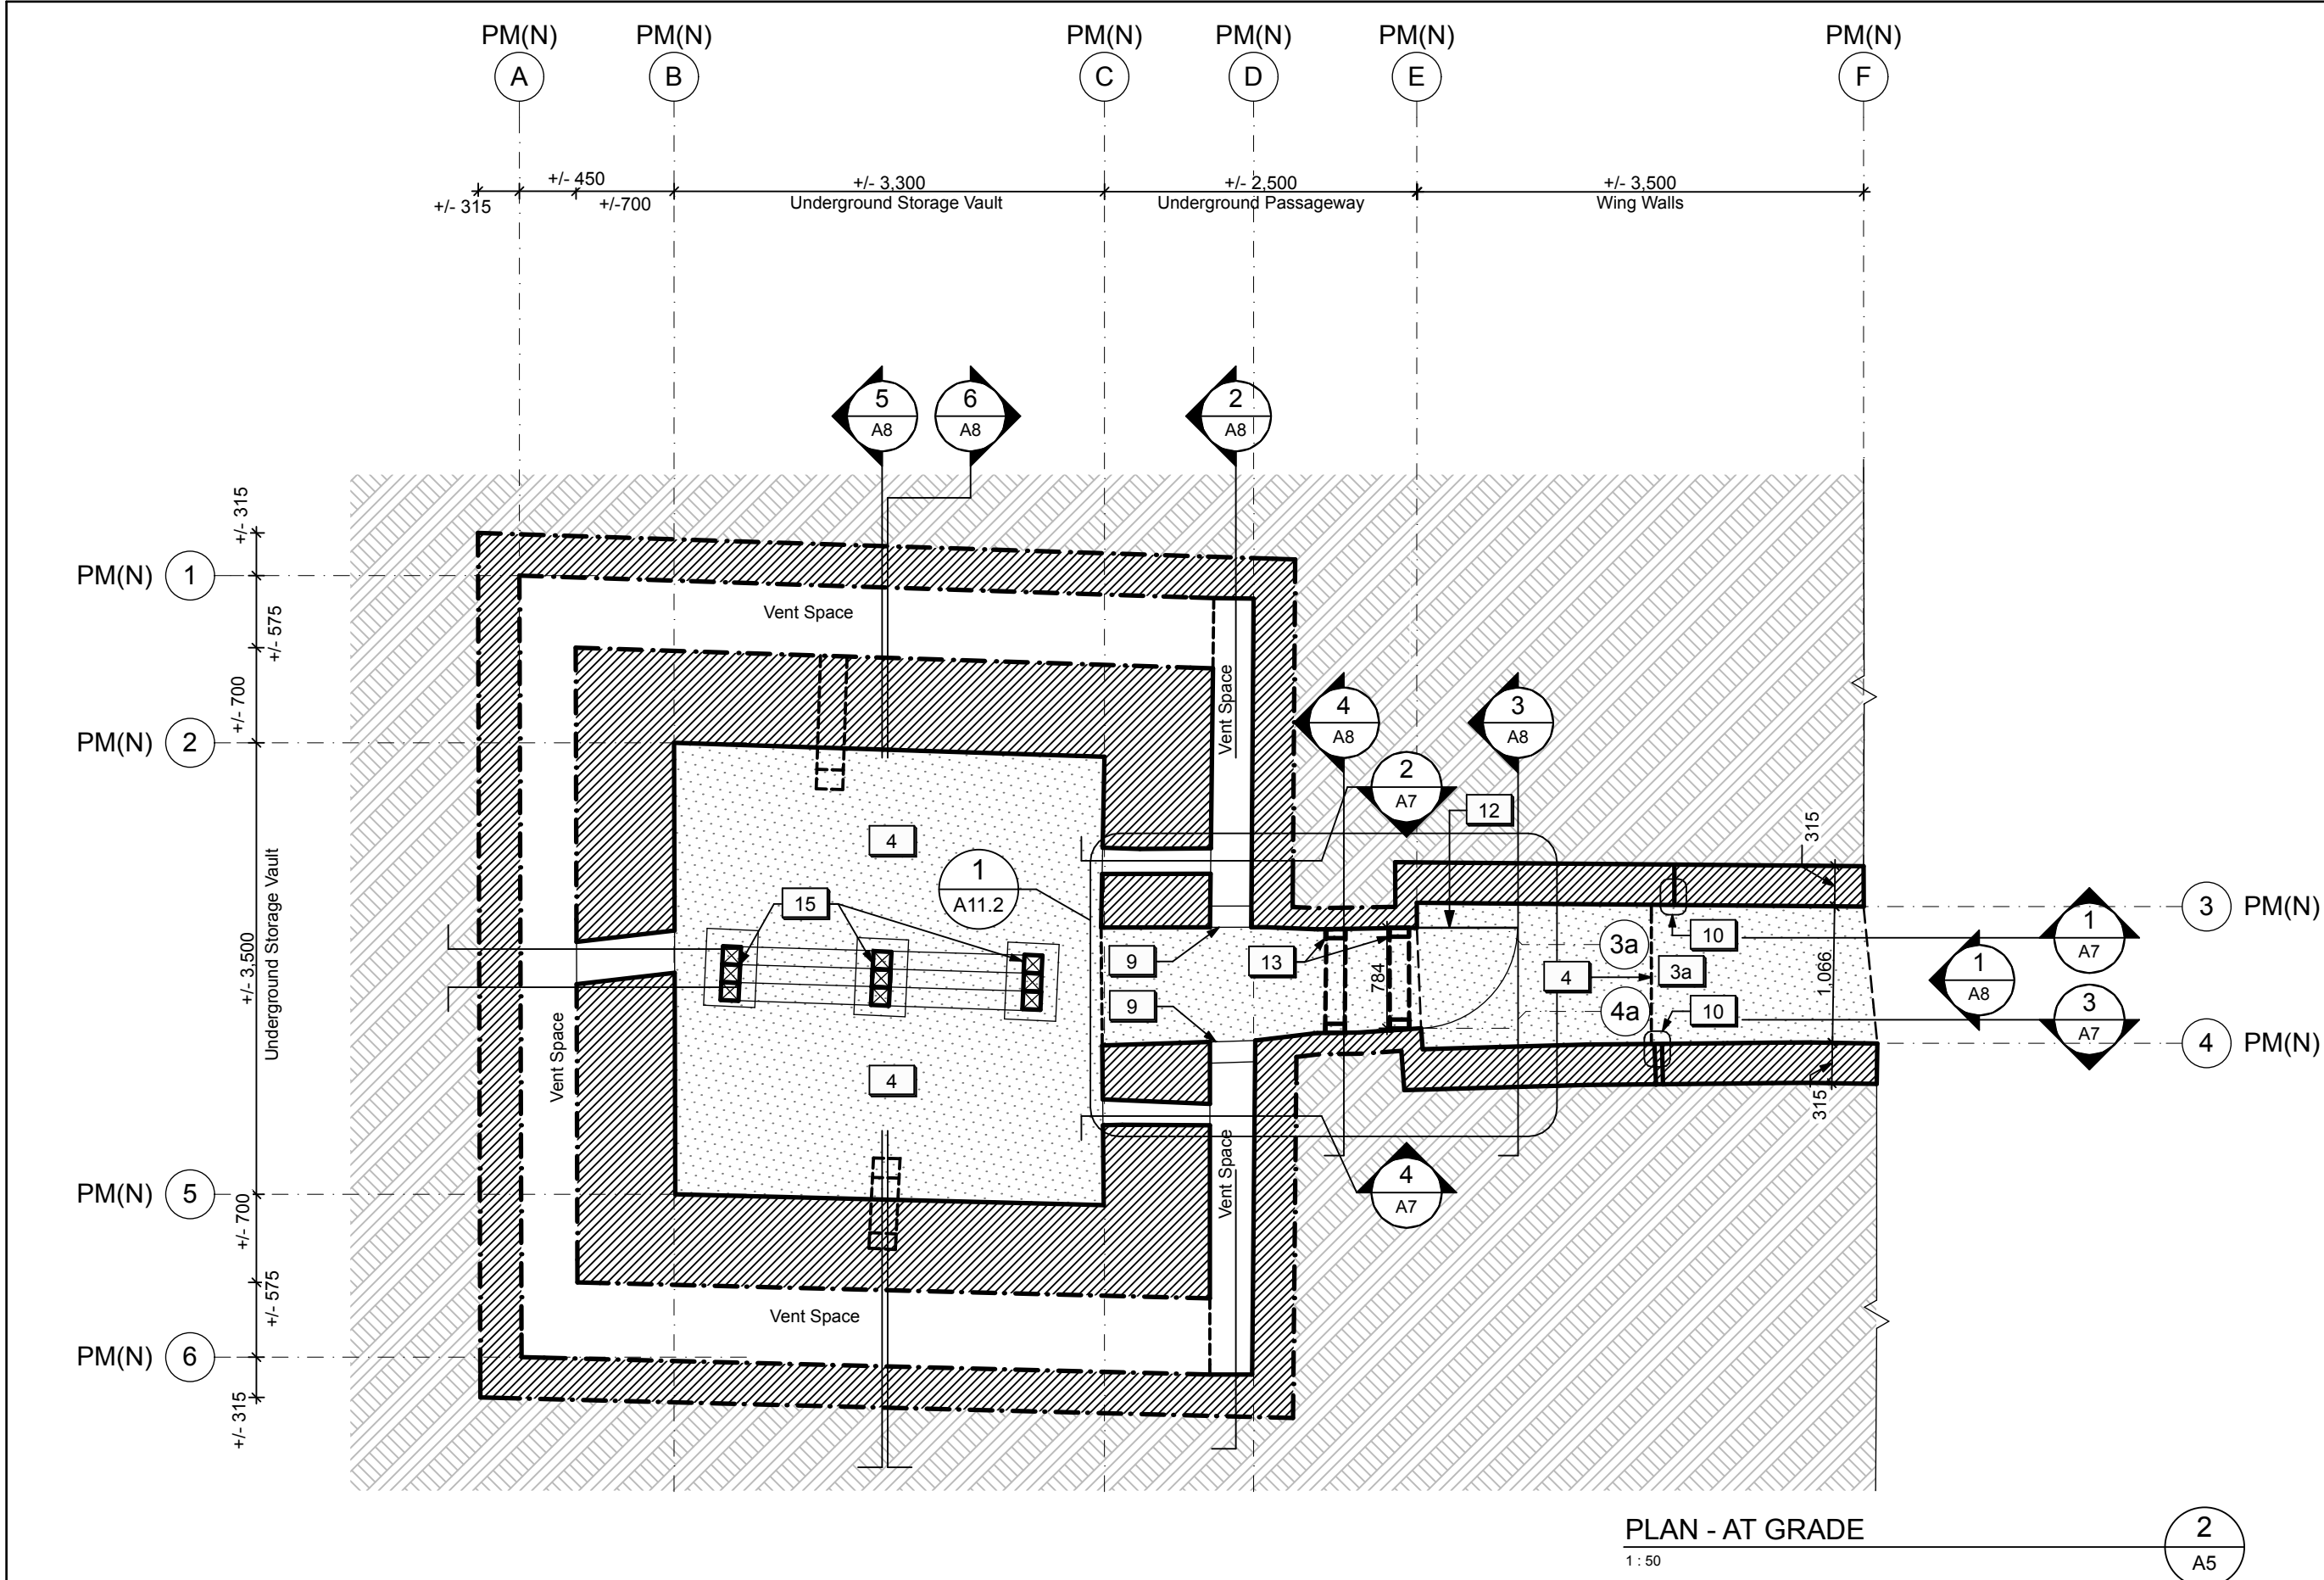 PM(N) PM(N) PM(N) PM(N) PM(N) PM(N)
A B C D E F
+/- 450 +/- 3,300 +/- 2,500 +/- 3,500
+/- 315 +/-700 Underground Storage Vault Underground Passageway Wing Walls
5 6 2
A8 A8 A8
+/- 315
PM(N) 1
Vent Space
+/- 575
+/- 700
Vent Space
4 3
A8 A8
PM(N) 2
2
A7
12
315
4
1
A11.2
15
3 PM(N)
3a 10
1
A7
9 13 784 4 3a 1,066
1
A8
9 4a 10
3
A7
4 PM(N)
+/- 3,500
Underground Storage Vault
Vent Space
4
315
Vent Space
4
A7
PM(N) 5
+/- 700
+/- 575
Vent Space
PM(N) 6
+/- 315
PLAN - AT GRADE
1 : 50
2
A5